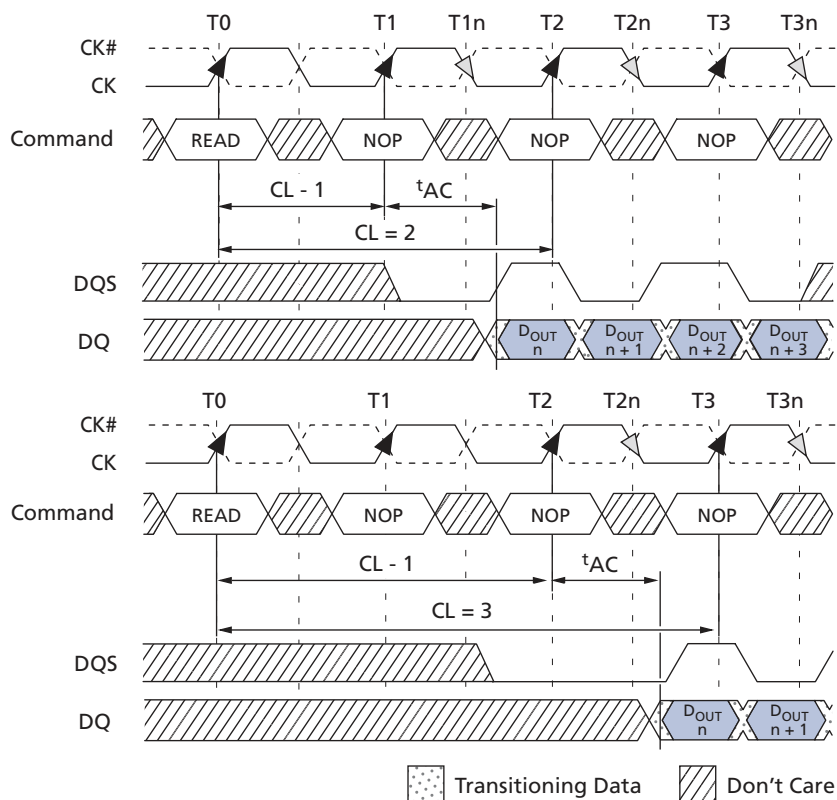 T0 T1 T1n T2 T2n T3 T3n
CK#
CK
Command READ NOP NOP NOP
CL - 1 tAC
CL = 2
DQS
DQ DOUT n DOUT n + 1 DOUT n + 2 DOUT n + 3
T0 T1 T2 T2n T3 T3n
CK#
CK
Command READ NOP NOP NOP
CL - 1 tAC
CL = 3
DQS
DQ DOUT n DOUT n + 1
Transitioning Data Don't Care